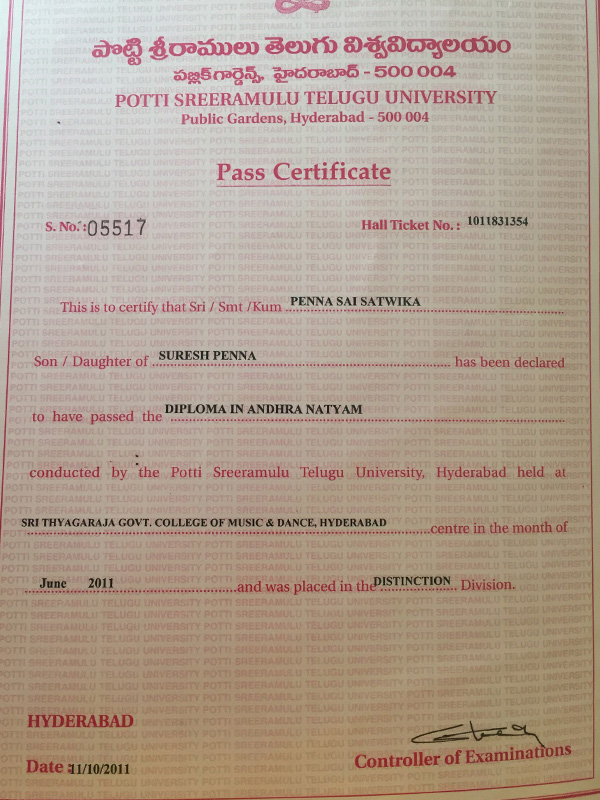 పొట్టి శ్రీరాములు తెలుగు విశ్వవిద్యాలయం
పబ్లిక్ గార్డెన్స్, హైదరాబాద్ - 500 004
POTTI SREERAMULU TELUGU UNIVERSITY
Public Gardens, Hyderabad - 500 004
Pass Certificate
S. No.: 05517 Hall Ticket No. : 1011831354
This is to certify that Sri / Smt /Kum PENNA SAI SATWIKA
Son / Daughter of SURESH PENNA has been declared
to have passed the DIPLOMA IN ANDHRA NATYAM
conducted by the Potti Sreeramulu Telugu University, Hyderabad held at
SRI THYAGARAJA GOVT. COLLEGE OF MUSIC & DANCE, HYDERABAD centre in the month of
June 2011 and was placed in the DISTINCTION Division.
HYDERABAD
Date : 11/10/2011
Controller of Examinations